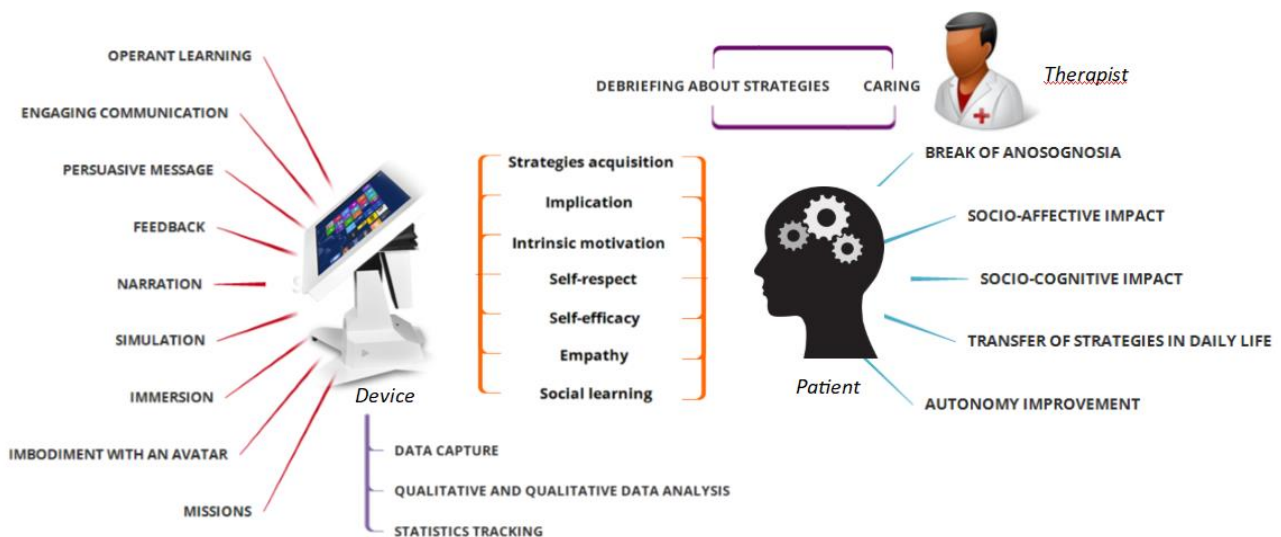 OPERANT LEARNING
ENGAGING COMMUNICATION
PERSUASIVE MESSAGE
FEEDBACK
NARRATION
SIMULATION
IMMERSION
IMBODIMENT WITH AN AVATAR
MISSIONS
Device
DATA CAPTURE
QUALITATIVE AND QUALITATIVE DATA ANALYSIS
STATISTICS TRACKING
Strategies acquisition
Implication
Intrinsic motivation
Self-respect
Self-efficacy
Empathy
Social learning
DEBRIEFING ABOUT STRATEGIES CARING
Therapist
Patient
BREAK OF ANOSOGNOSIA
SOCIO-AFFECTIVE IMPACT
SOCIO-COGNITIVE IMPACT
TRANSFER OF STRATEGIES IN DAILY LIFE
AUTONOMY IMPROVEMENT